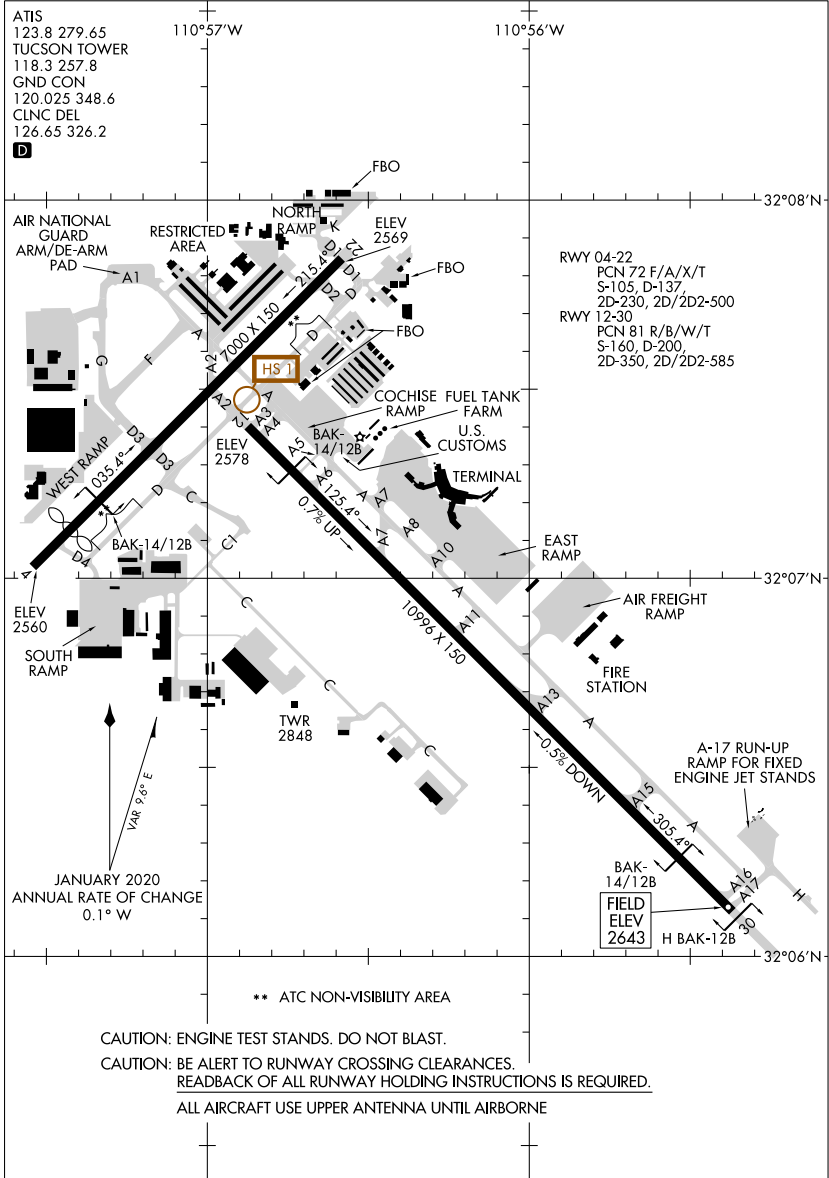 ATIS
123.8 279.65
TUCSON TOWER
118.3 257.8
GND CON
120.025 348.6
CLNC DEL
126.65 326.2
D
110°57'W
110°56'W
FBO
32°08'N
AIR NATIONAL
GUARD
ARM/DE-ARM
PAD
RESTRICTED
AREA
NORTH
RAMP
K
ELEV
2569
22
D1
D1
D2
D
FBO
A1
215.4°
RWY 04-22
PCN 72 F/A/X/T
S-105, D-137,
2D-230, 2D/2D2-500
RWY 12-30
PCN 81 R/B/W/T
S-160, D-200,
2D-350, 2D/2D2-585
**
D
FBO
7000 X 150
A
A2
G
F
HS 1
A2
A
A3
A4
12
COCHISE
RAMP
FUEL TANK
FARM
U.S.
CUSTOMS
ELEV
2578
BAK-
14/12B
A5
A6
TERMINAL
D3
D3
WEST RAMP
035.4°
D
C
125.4°
A
A7
A7
A8
0.7% UP
**
BAK-14/12B
C1
A10
EAST
RAMP
D4
4
ELEV
2560
32°07'N
A
A11
10996 X 150
AIR FREIGHT
RAMP
C
SOUTH
RAMP
FIRE
STATION
C
TWR
2848
A13
A
C
0.5% DOWN
A-17 RUN-UP
RAMP FOR FIXED
ENGINE JET STANDS
VAR 9.6° E
A15
A
305.4°
JANUARY 2020
ANNUAL RATE OF CHANGE
0.1° W
BAK-
14/12B
A16
A17
H
FIELD
ELEV
2643
H BAK-12B
30
32°06'N
** ATC NON-VISIBILITY AREA
CAUTION: ENGINE TEST STANDS. DO NOT BLAST.
CAUTION: BE ALERT TO RUNWAY CROSSING CLEARANCES.
READBACK OF ALL RUNWAY HOLDING INSTRUCTIONS IS REQUIRED.
ALL AIRCRAFT USE UPPER ANTENNA UNTIL AIRBORNE